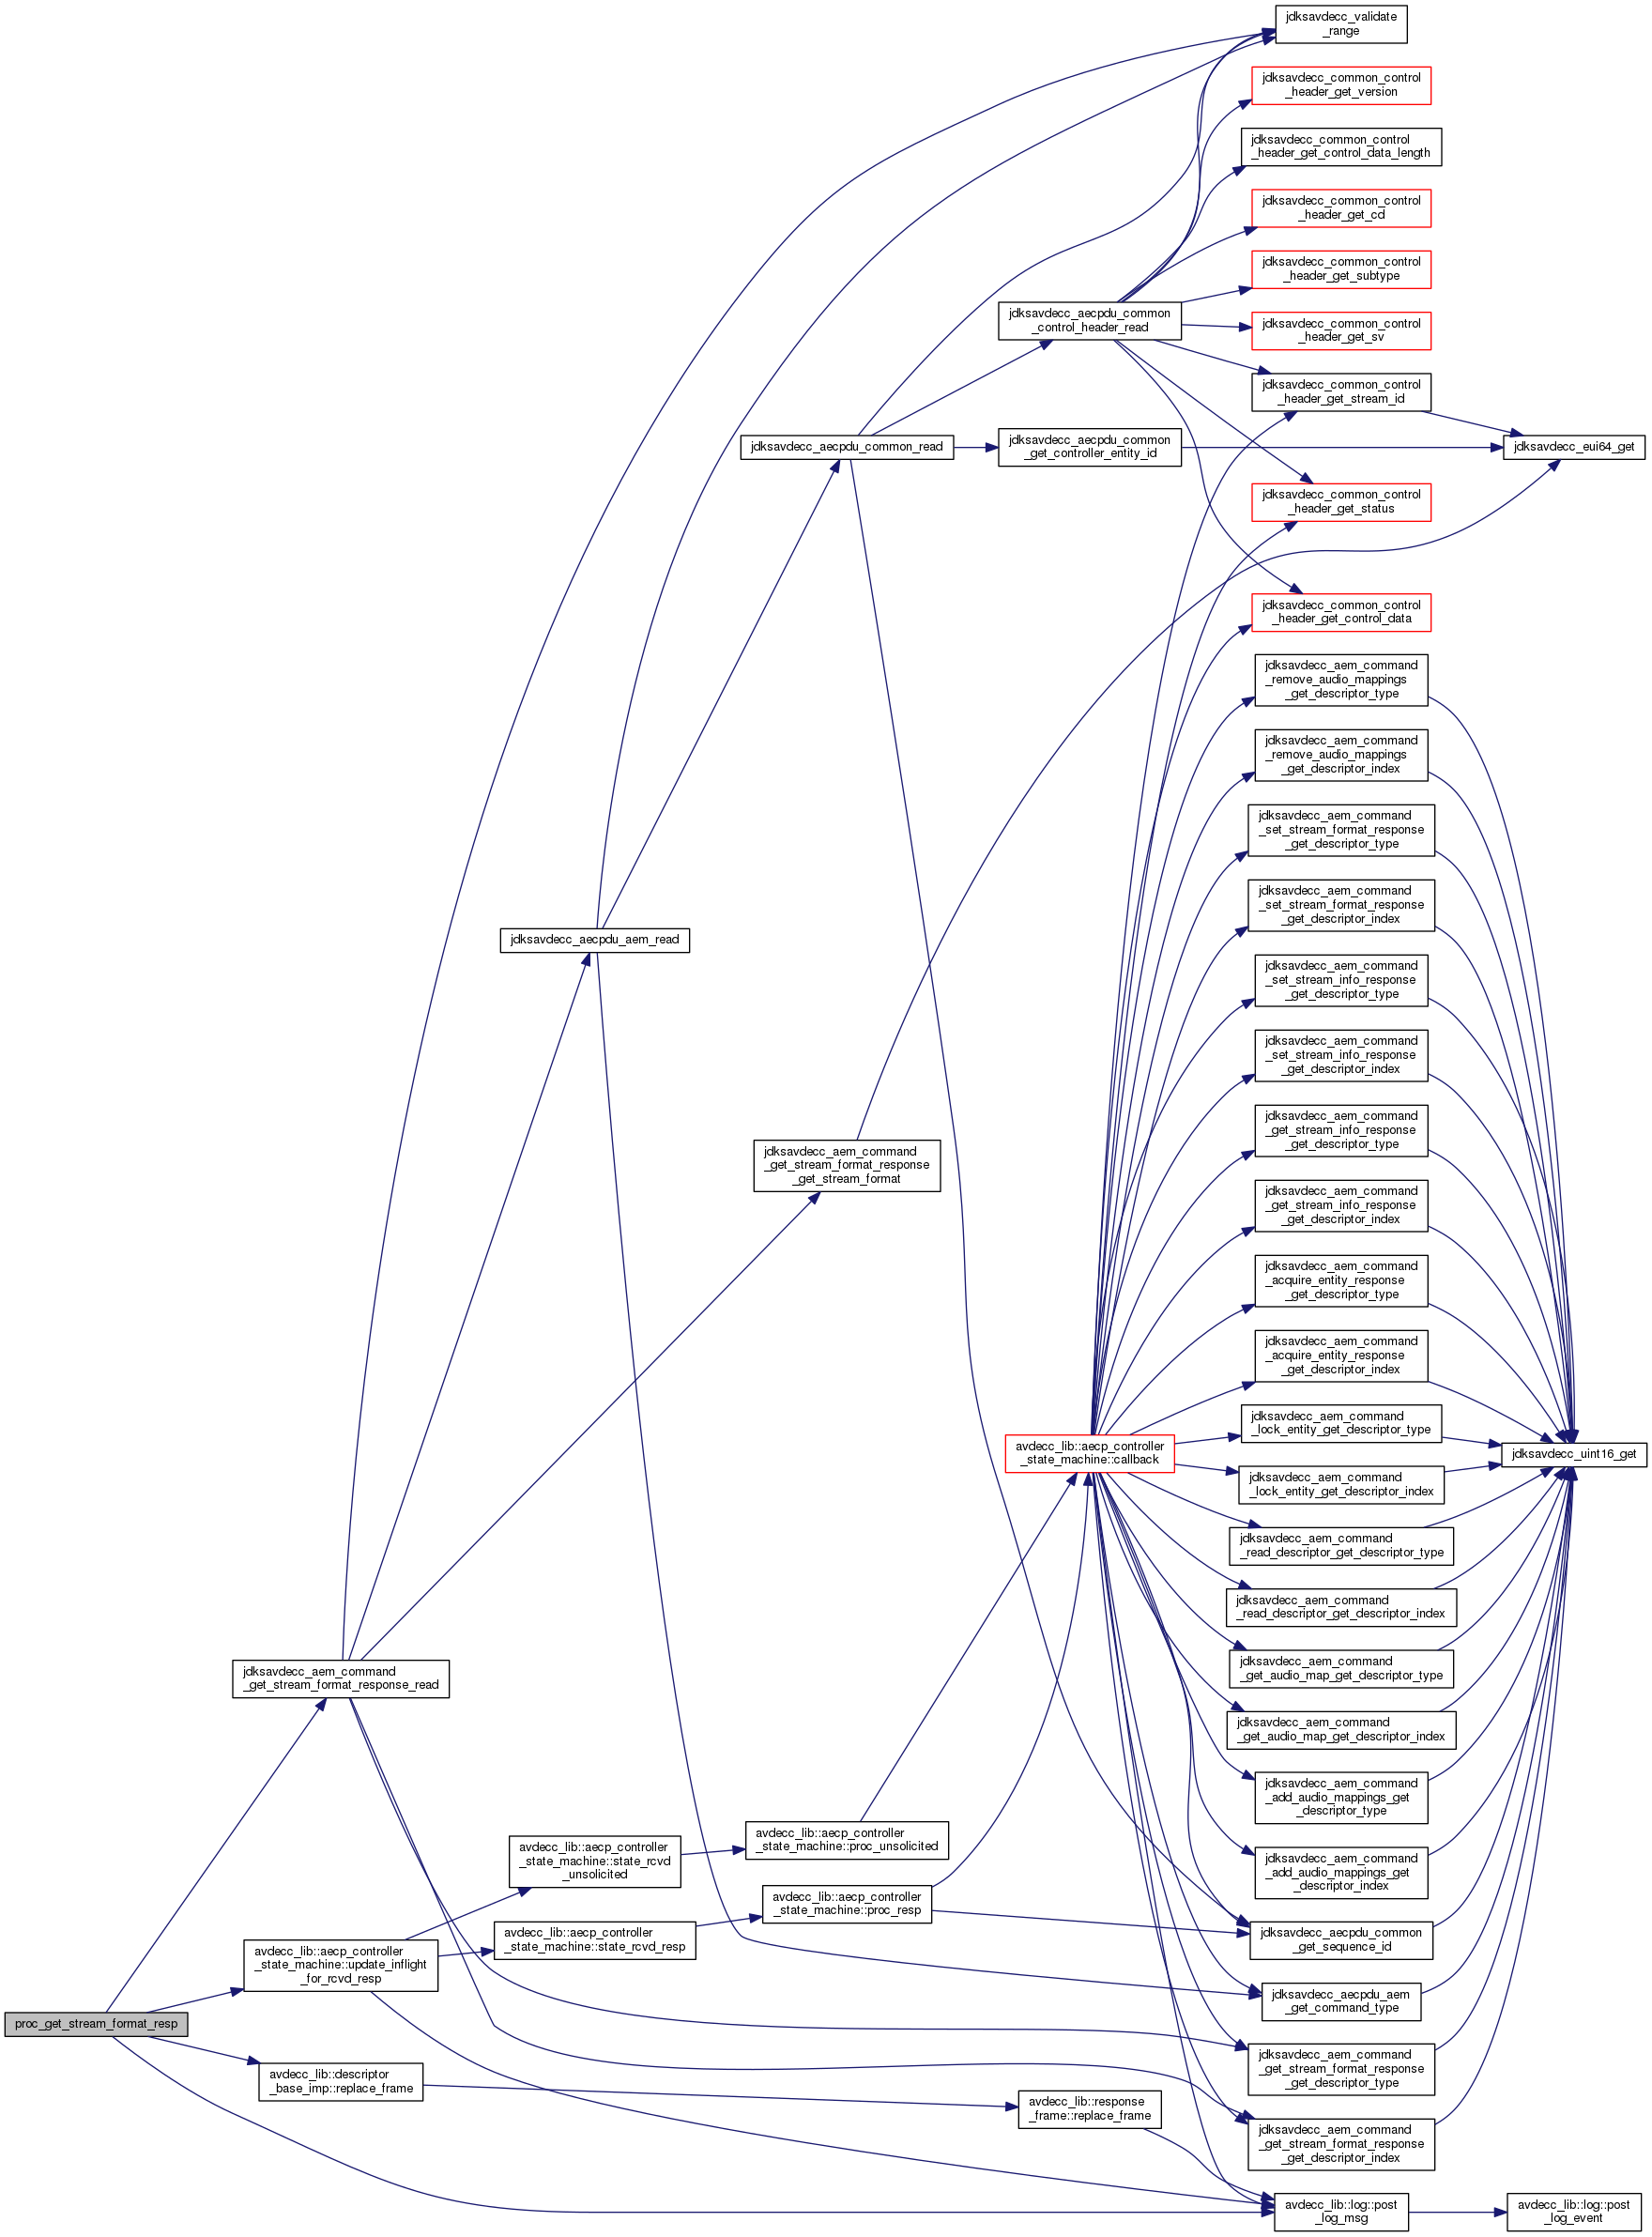 jdksavdecc_validate
_range
jdksavdecc_common_control
_header_get_version
jdksavdecc_common_control
_header_get_control_data_length
jdksavdecc_common_control
_header_get_cd
jdksavdecc_common_control
_header_get_subtype
jdksavdecc_aecpdu_common
_control_header_read
jdksavdecc_common_control
_header_get_sv
jdksavdecc_common_control
_header_get_stream_id
jdksavdecc_aecpdu_common_read
jdksavdecc_aecpdu_common
_get_controller_entity_id
jdksavdecc_eui64_get
jdksavdecc_common_control
_header_get_status
jdksavdecc_common_control
_header_get_control_data
jdksavdecc_aem_command
_remove_audio_mappings
_get_descriptor_type
jdksavdecc_aem_command
_remove_audio_mappings
_get_descriptor_index
jdksavdecc_aem_command
_set_stream_format_response
_get_descriptor_type
jdksavdecc_aecpdu_aem_read
jdksavdecc_aem_command
_set_stream_format_response
_get_descriptor_index
jdksavdecc_aem_command
_set_stream_info_response
_get_descriptor_type
jdksavdecc_aem_command
_set_stream_info_response
_get_descriptor_index
jdksavdecc_aem_command
_get_stream_format_response
_get_stream_format
jdksavdecc_aem_command
_get_stream_info_response
_get_descriptor_type
jdksavdecc_aem_command
_get_stream_info_response
_get_descriptor_index
jdksavdecc_aem_command
_acquire_entity_response
_get_descriptor_type
jdksavdecc_aem_command
_acquire_entity_response
_get_descriptor_index
jdksavdecc_aem_command
_lock_entity_get_descriptor_type
avdecc_lib::aecp_controller
_state_machine::callback
jdksavdecc_uint16_get
jdksavdecc_aem_command
_lock_entity_get_descriptor_index
jdksavdecc_aem_command
_read_descriptor_get_descriptor_type
jdksavdecc_aem_command
_read_descriptor_get_descriptor_index
jdksavdecc_aem_command
_get_stream_format_response_read
jdksavdecc_aem_command
_get_audio_map_get_descriptor_type
jdksavdecc_aem_command
_get_audio_map_get_descriptor_index
jdksavdecc_aem_command
_add_audio_mappings_get
_descriptor_type
avdecc_lib::aecp_controller
_state_machine::proc_unsolicited
avdecc_lib::aecp_controller
_state_machine::state_rcvd
_unsolicited
jdksavdecc_aem_command
_add_audio_mappings_get
_descriptor_index
avdecc_lib::aecp_controller
_state_machine::proc_resp
avdecc_lib::aecp_controller
_state_machine::state_rcvd_resp
jdksavdecc_aecpdu_common
_get_sequence_id
avdecc_lib::aecp_controller
_state_machine::update_inflight
_for_rcvd_resp
jdksavdecc_aecpdu_aem
_get_command_type
proc_get_stream_format_resp
jdksavdecc_aem_command
_get_stream_format_response
_get_descriptor_type
avdecc_lib::descriptor
_base_imp::replace_frame
avdecc_lib::response
_frame::replace_frame
jdksavdecc_aem_command
_get_stream_format_response
_get_descriptor_index
avdecc_lib::log::post
_log_msg
avdecc_lib::log::post
_log_event